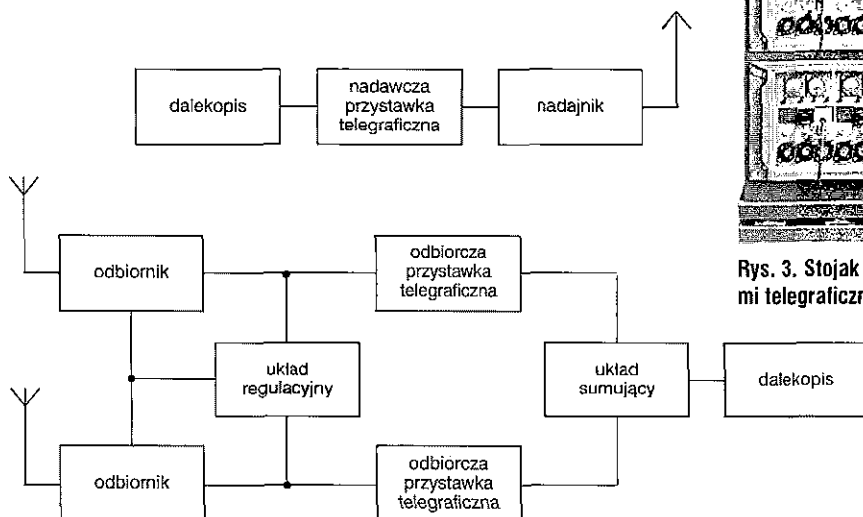 dalekopis
nadawcza
przystawka
telegraficzna
nadajnik
odbiornik
odbiorcza
przystawka
telegraficzna
Rys. 3. Stojak
mi telegraficzn
układ
regulacyjny
układ
sumujący
dalekopis
odbiornik
odbiorcza
przystawka
telegraficzna